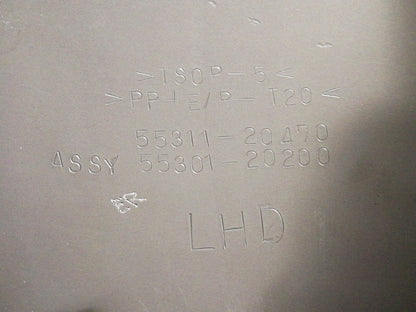 >TSOP-5<
>PP+E/P-T20<
55311-20470
ASSY 55301-20200
LHD